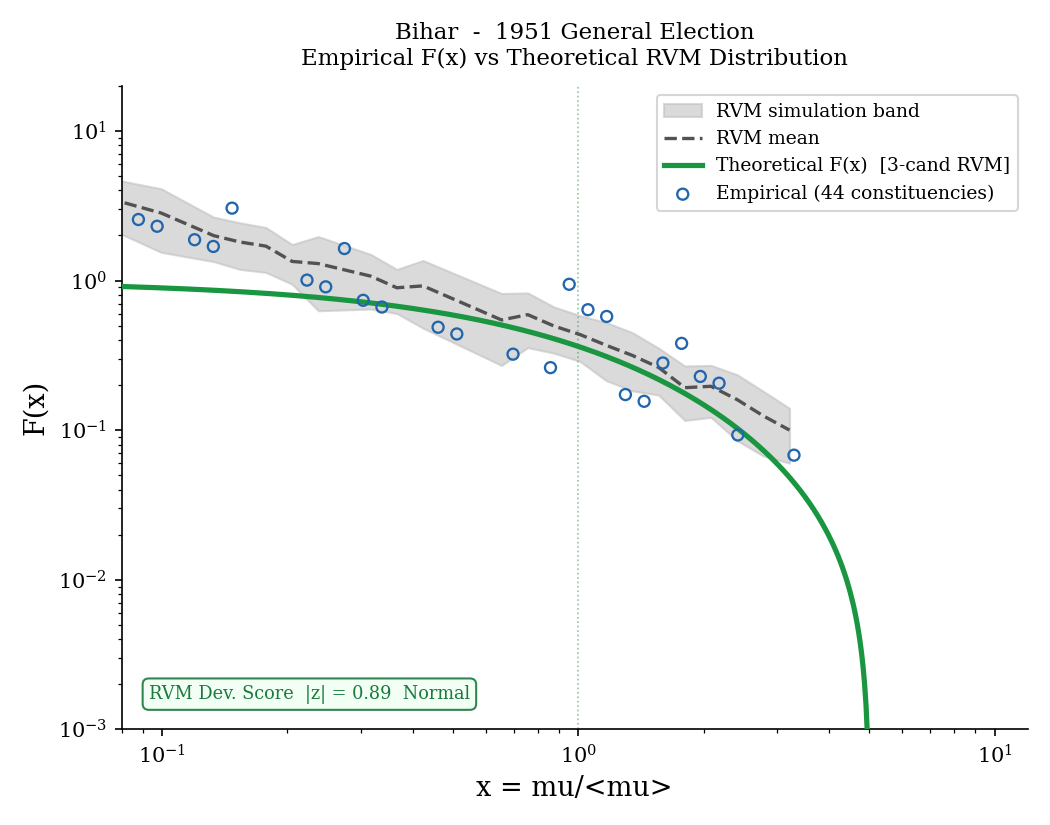 Bihar  -  1951 General Election
Empirical F(x) vs Theoretical RVM Distribution
RVM simulation band
RVM mean
Theoretical F(x)  [3-cand RVM]
Empirical (44 constituencies)
10¹
10⁰
10⁻¹
10⁻²
10⁻³
F(x)
RVM Dev. Score  |z| = 0.89  Normal
10⁻¹
10⁰
10¹
x = mu/<mu>